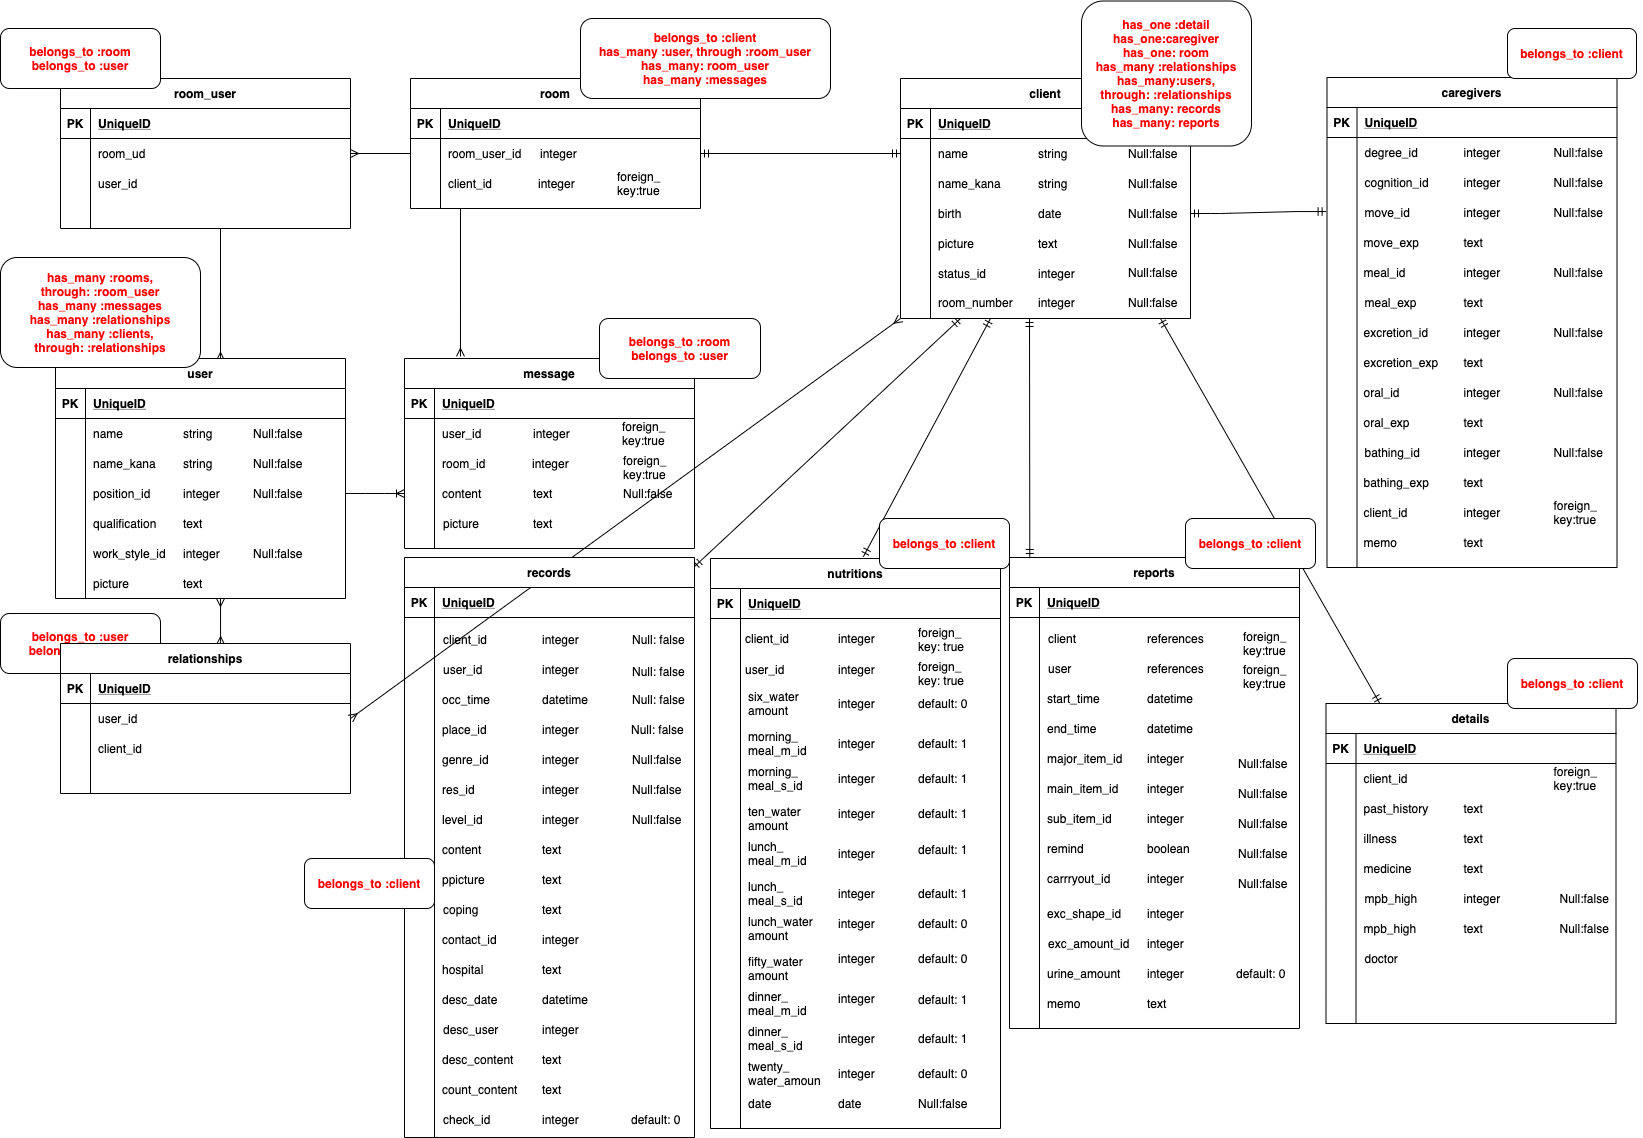 belongs_to :room
belongs_to :user
room_user
PK UniqueID
room_ud
user_id
belongs_to :client
has_many :user, through :room_user
has_many: room_user
has_many :messages
room
PK UniqueID
room_user_id integer
client_id integer foreign_
key:true
has_one :detail
has_one:caregiver
has_one: room
has_many :relationships
has_many:users,
through: :relationships
has_many: records
has_many: reports
client
PK UniqueID
name string Null:false
name_kana string Null:false
birth date Null:false
picture text Null:false
status_id integer Null:false
room_number integer Null:false
belongs_to :client
caregivers
PK UniqueID
degree_id integer Null:false
cognition_id integer Null:false
move_id integer Null:false
move_exp text
meal_id integer Null:false
meal_exp text
excretion_id integer Null:false
excretion_exp text
oral_id integer Null:false
oral_exp text
bathing_id integer Null:false
bathing_exp text
client_id integer foreign_
key:true
memo text
has_many :rooms,
through: :room_user
has_many :messages
has_many :relationships
has_many :clients,
through: :relationships
user
PK UniqueID
name string Null:false
name_kana string Null:false
position_id integer Null:false
qualification text
work_style_id integer Null:false
picture text
belongs_to :room
belongs_to :user
message
PK UniqueID
user_id integer foreign_
key:true
room_id integer foreign_
key:true
content text Null:false
picture text
belongs_to :user
belon
relationships
PK UniqueID
user_id
client_id
records
PK UniqueID
client_id integer Null: false
user_id integer Null: false
occ_time datetime Null: false
place_id integer Null: false
genre_id integer Null:false
res_id integer Null:false
level_id integer Null:false
content text
belongs_to :client
ppicture text
coping text
contact_id integer
hospital text
desc_date datetime
desc_user integer
desc_content text
count_content text
check_id integer default: 0
belongs_to :client
nutritions
PK UniqueID
client_id integer foreign_
key: true
user_id integer foreign_
key: true
six_water
amount integer default: 0
morning_
meal_m_id integer default: 1
morning_
meal_s_id integer default: 1
ten_water
amount integer default: 1
lunch_
meal_m_id integer default: 1
lunch_
meal_s_id integer default: 1
lunch_water
amount integer default: 0
fifty_water
amount integer default: 0
dinner_
meal_m_id integer default: 1
dinner_
meal_s_id integer default: 1
twenty_
water_amoun integer default: 0
date date Null:false
belongs_to :client
reports
PK UniqueID
client references foreign_
key:true
user references foreign_
key:true
start_time datetime
end_time datetime
major_item_id integer Null:false
main_item_id integer Null:false
sub_item_id integer Null:false
remind boolean Null:false
carrryout_id integer Null:false
exc_shape_id integer
exc_amount_id integer
urine_amount integer default: 0
memo text
belongs_to :client
details
PK UniqueID
client_id foreign_
key:true
past_history text
illness text
medicine text
mpb_high integer Null:false
mpb_high text Null:false
doctor